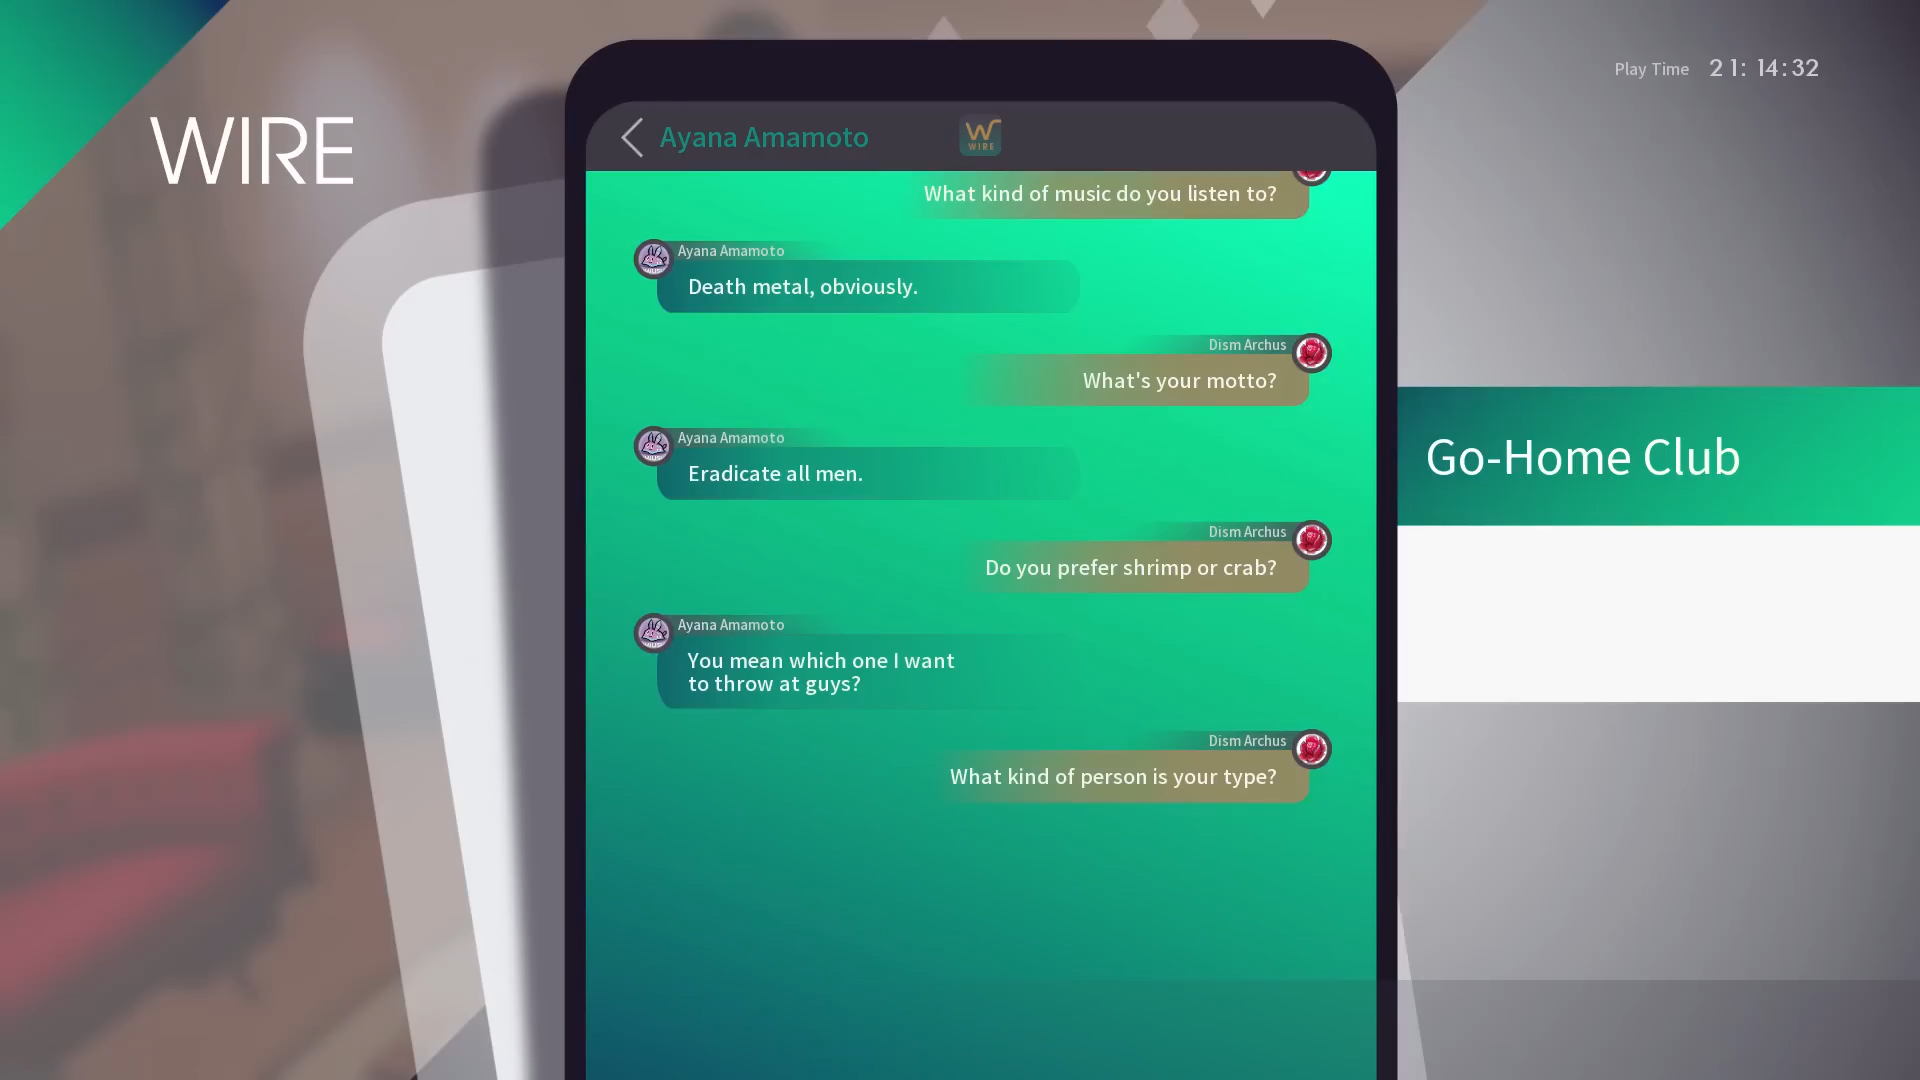 Play Time 21:14:32
WIRE
Ayana Amamoto
W
WIRE
What kind of music do you listen to?
Ayana Amamoto
Death metal, obviously.
Dism Archus
What's your motto?
Ayana Amamoto
Eradicate all men.
Go-Home Club
Dism Archus
Do you prefer shrimp or crab?
Ayana Amamoto
You mean which one I want
to throw at guys?
Dism Archus
What kind of person is your type?